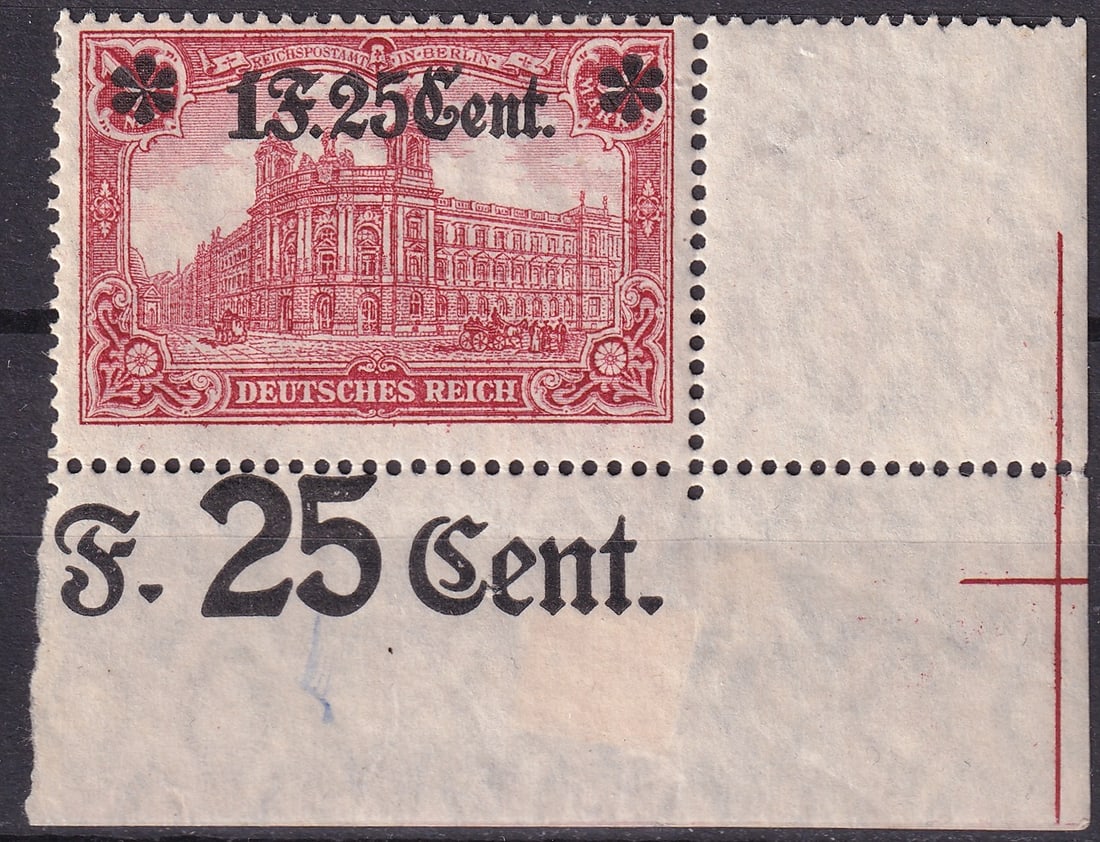 REICHSPOSTAMT IN BERLIN
1F.25Cent.
DEUTSCHES REICH
F. 25 Cent.